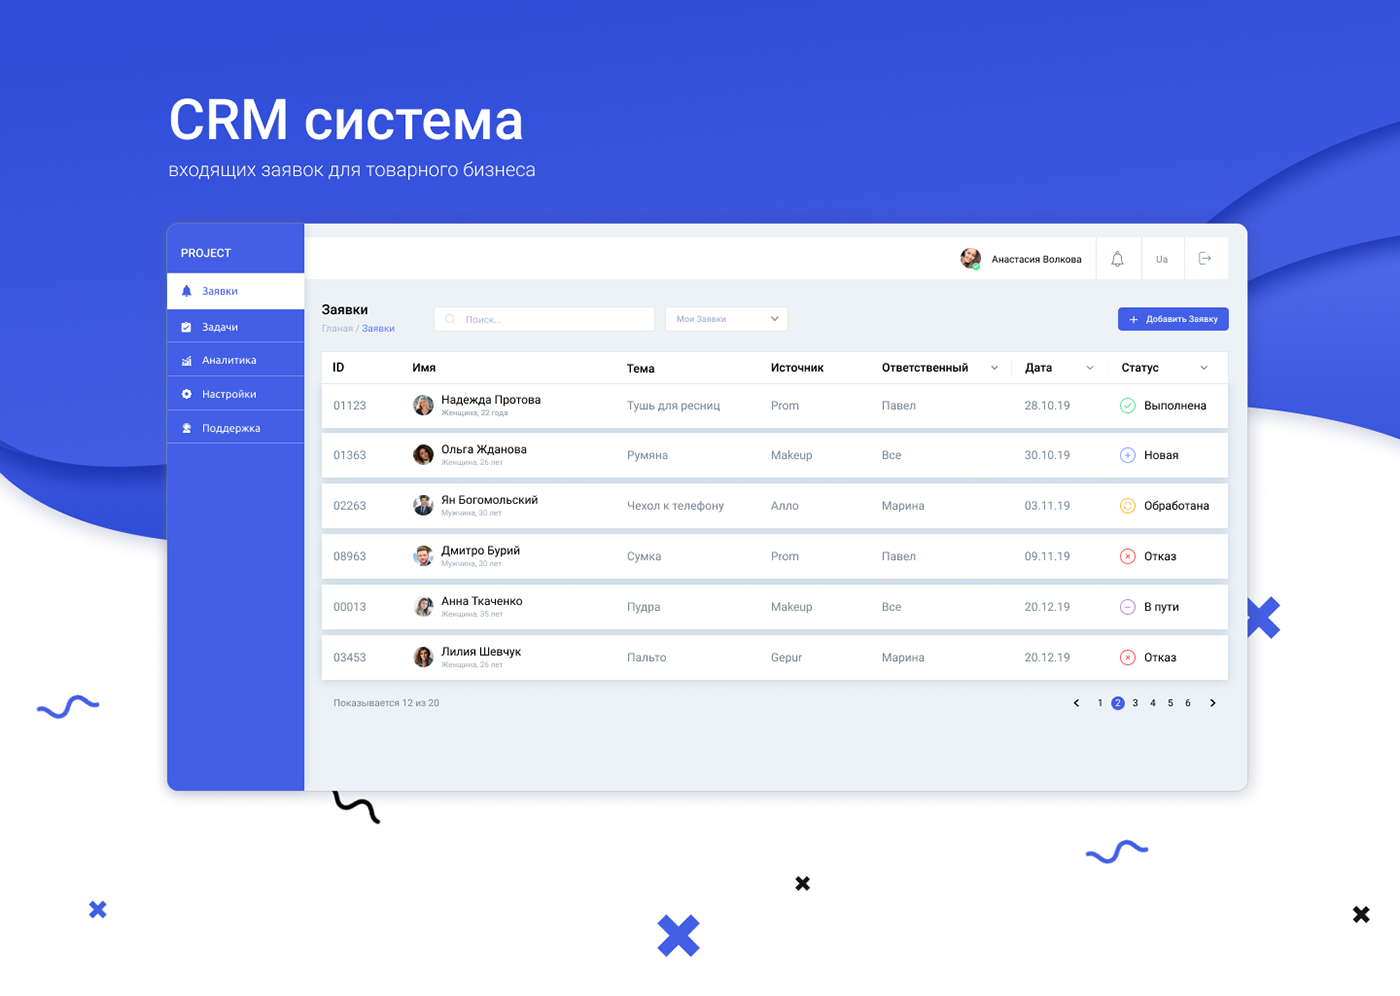 CRM система
входящих заявок для товарного бизнеса
PROJECT
Заявки
Задачи
Аналитика
Настройки
Поддержка
Анастасия Волкова
Ua
Заявки
Гланая / Заявки
Поиск...
Мои Заявки
+ Добавить Заявку
ID Имя Тема Источник Ответственный Дата Статус
01123 Надежда Протова Тушь для ресниц Prom Павел 28.10.19 Выполнена
Женщина, 22 года
01363 Ольга Жданова Румяна Makeup Все 30.10.19 Новая
Женщина, 26 лет
02263 Ян Богомольский Чехол к телефону Алло Марина 03.11.19 Обработана
Мужчина, 30 лет
08963 Дмитро Бурий Сумка Prom Павел 09.11.19 Отказ
Мужчина, 30 лет
00013 Анна Ткаченко Пудра Makeup Все 20.12.19 В пути
Женщина, 35 лет
03453 Лилия Шевчук Пальто Gepur Марина 20.12.19 Отказ
Женщина, 26 лет
Показывается 12 из 20
1 2 3 4 5 6